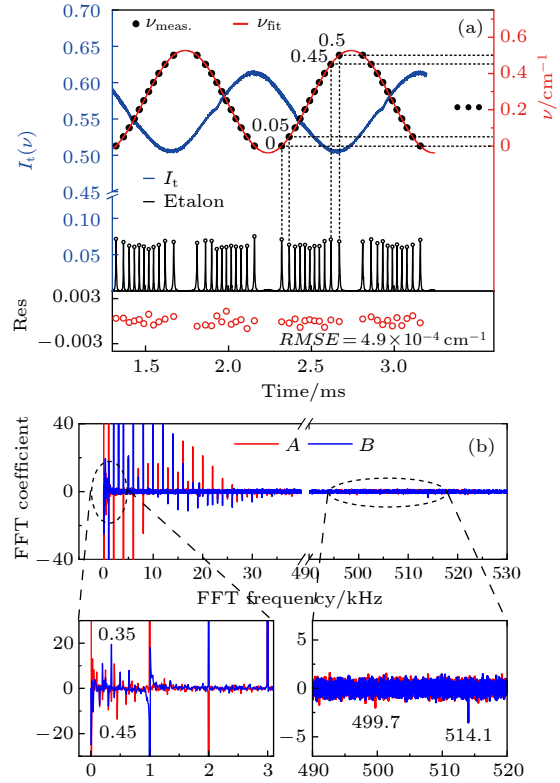 0.70
ν_meas.
ν_fit
(a)
0.6
0.5
0.45
0.65
0.4
0.60
0.2
0.55
0.05
0
0.50
0
0.45
I_t(ν)
ν/cm⁻¹
I_t
Etalon
0.10
0.05
0.003
−0.003
Res
RMSE = 4.9×10⁻⁴ cm⁻¹
1.5 2.0 2.5 3.0
Time/ms
40
A B (b)
0
−40
FFT coefficient
0 10 20 30 490 500 510 520 530
FFT frequency/kHz
20
0
−20
0.35
0.45
0 1 2 3
5
0
−5
499.7
514.1
490 500 510 520